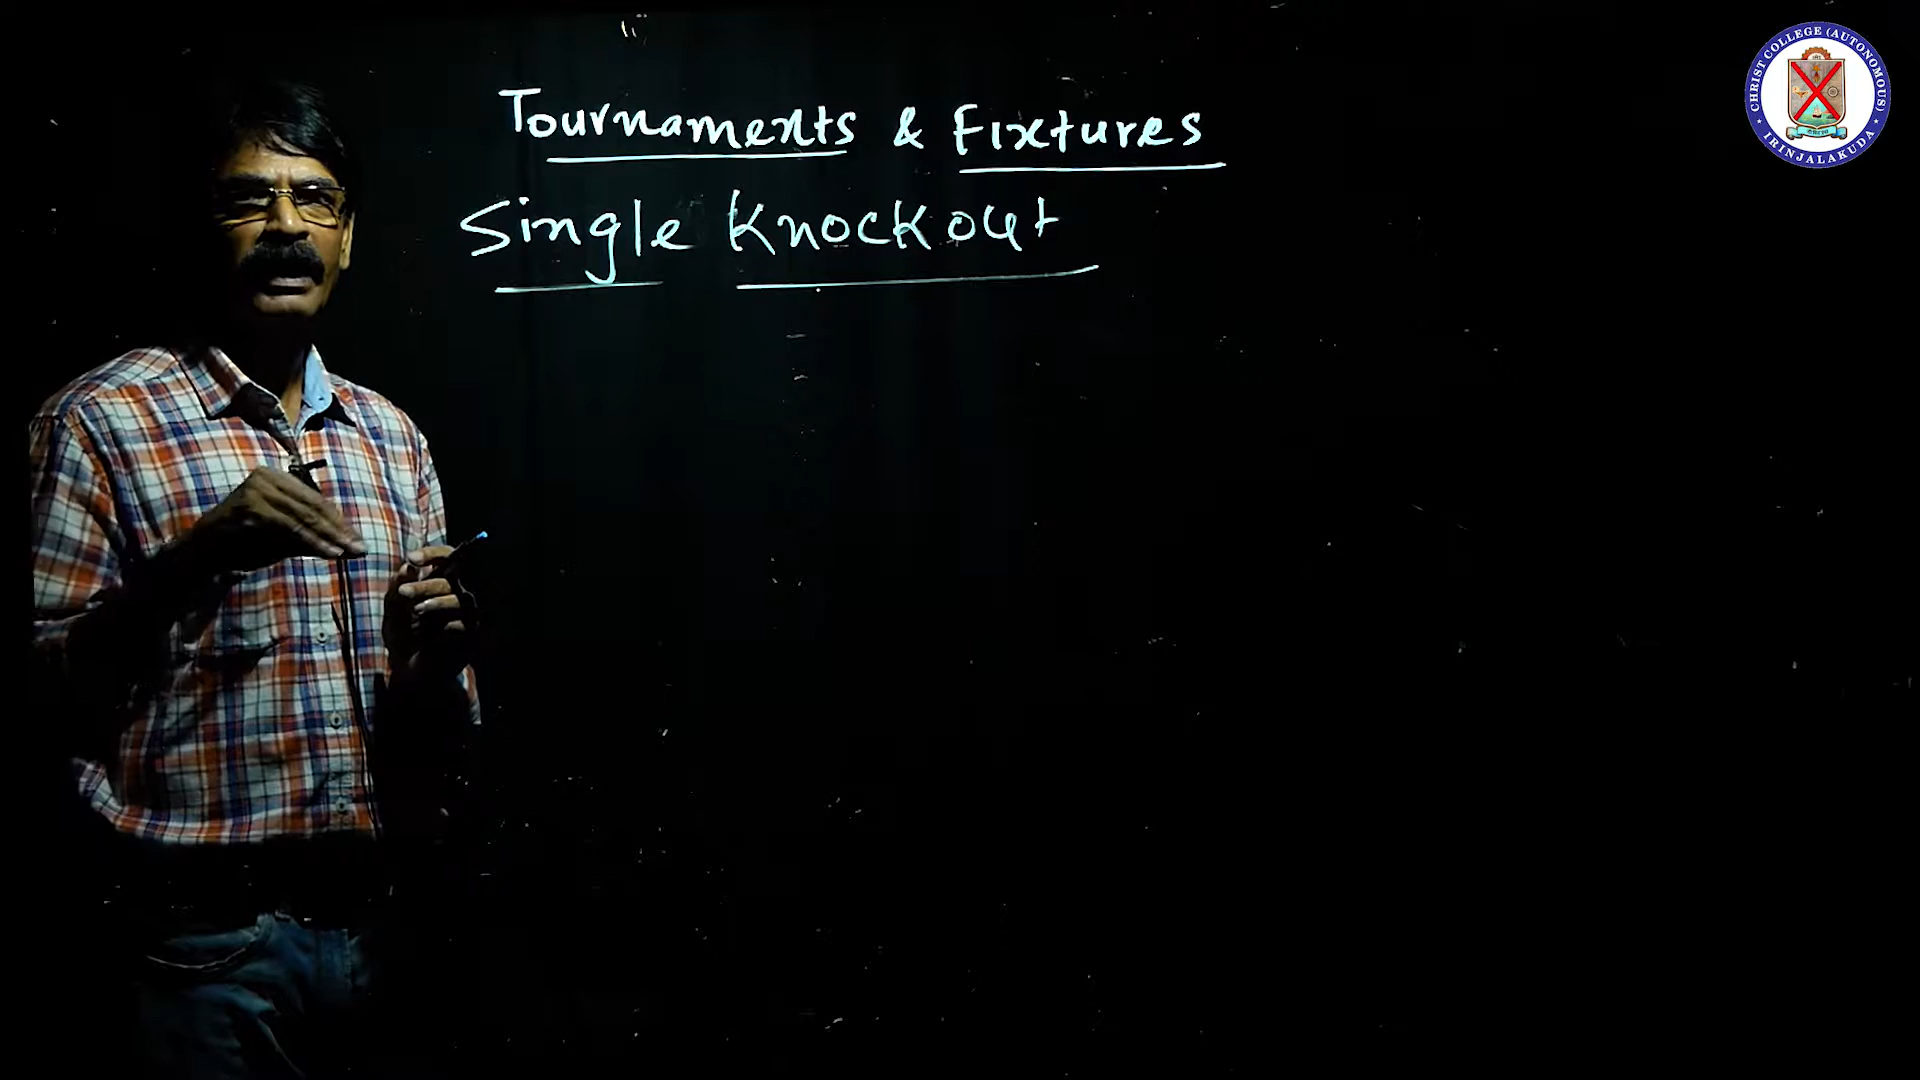 Tournaments & Fixtures
Single Knockout
CHRIST COLLEGE (AUTONOMOUS)
IRINJALAKUDA